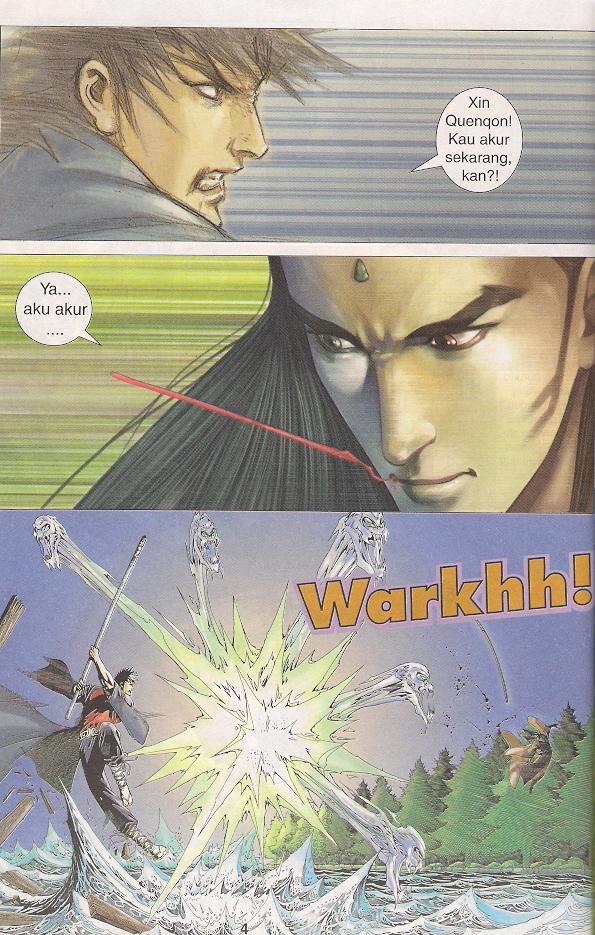 Xin
Quenqon!
Kau akur
sekarang,
kan?!
Ya...
aku akur
....
Warkhh!
4